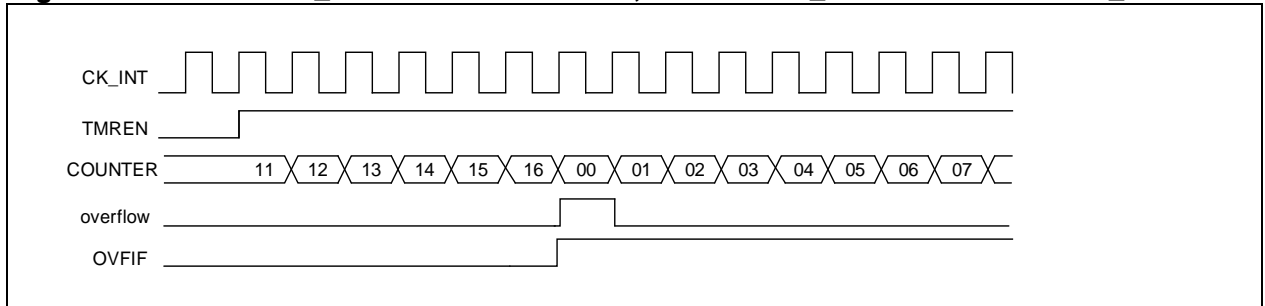 CK_INT
TMREN
COUNTER 11 12 13 14 15 16 00 01 02 03 04 05 06 07
overflow
OVFIF